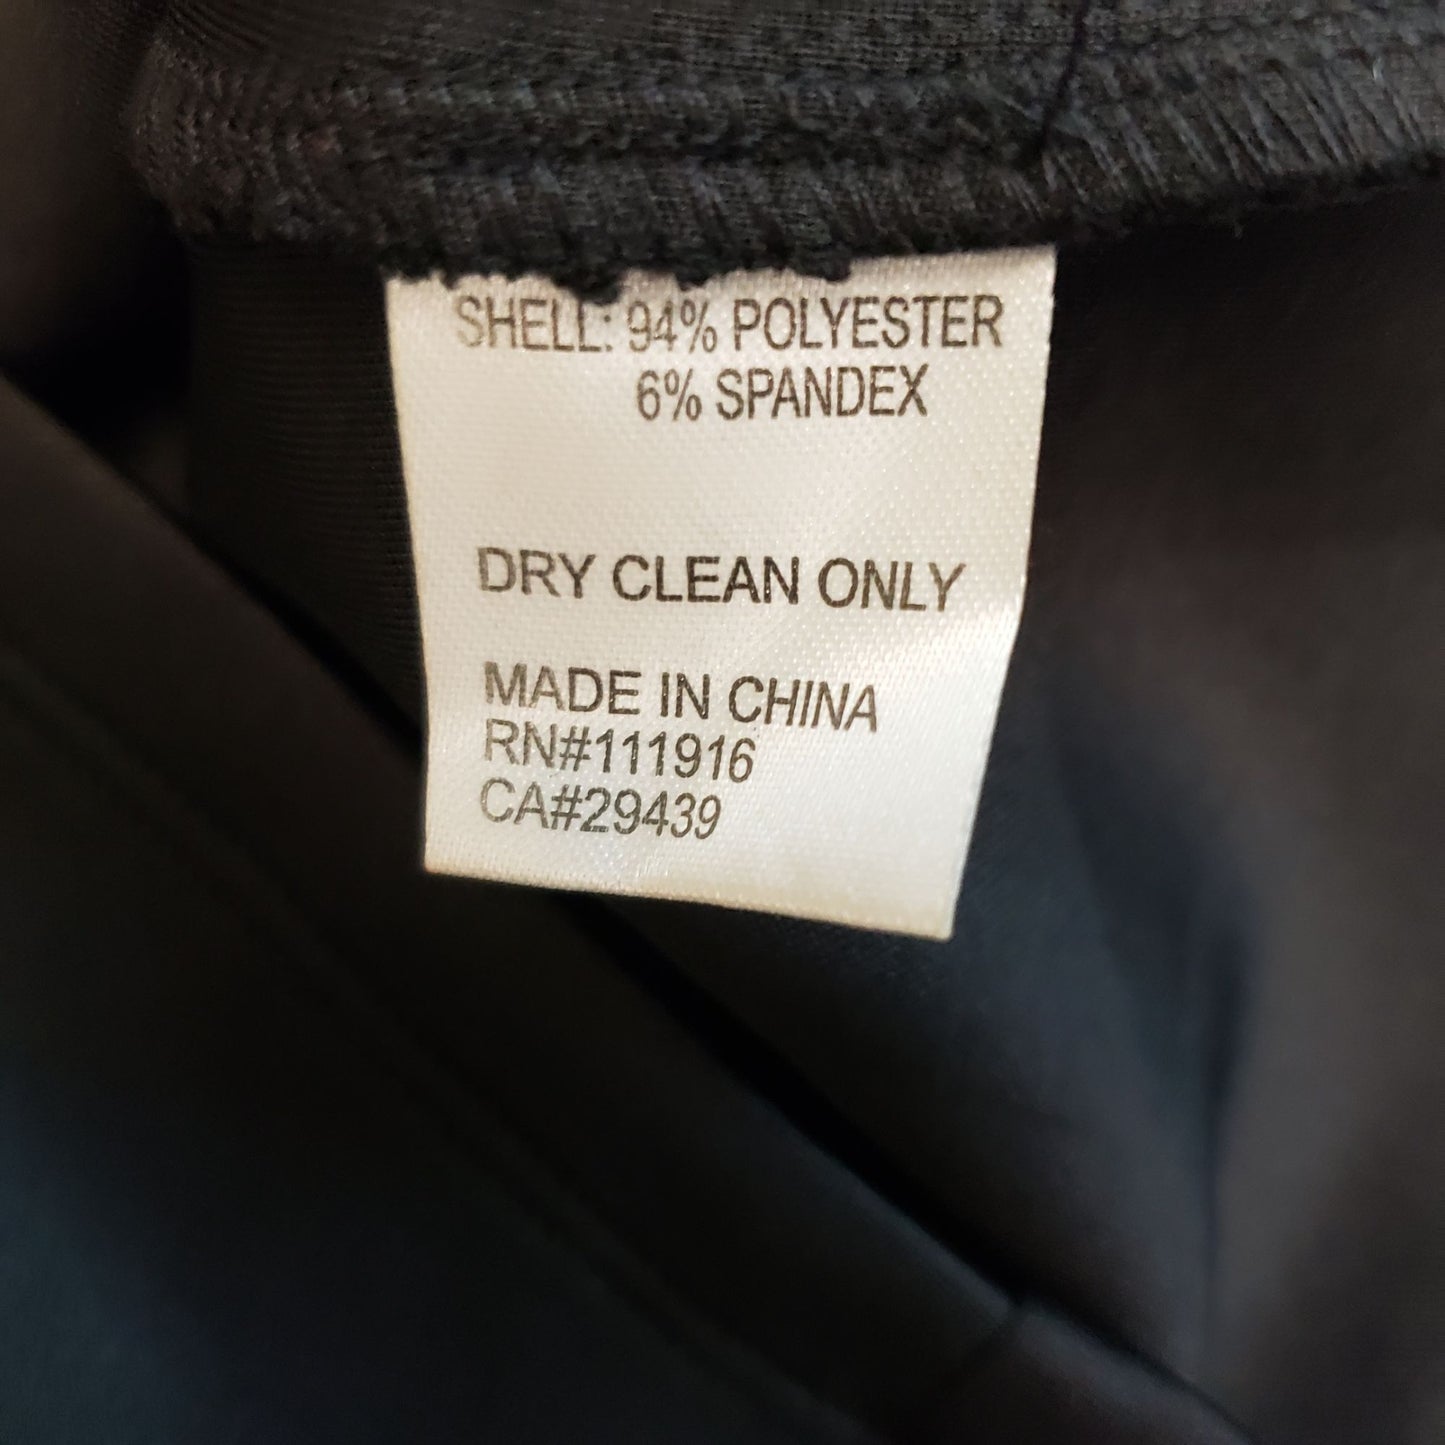 SHELL: 94% POLYESTER
6% SPANDEX
DRY CLEAN ONLY
MADE IN CHINA
RN#111916
CA#29439